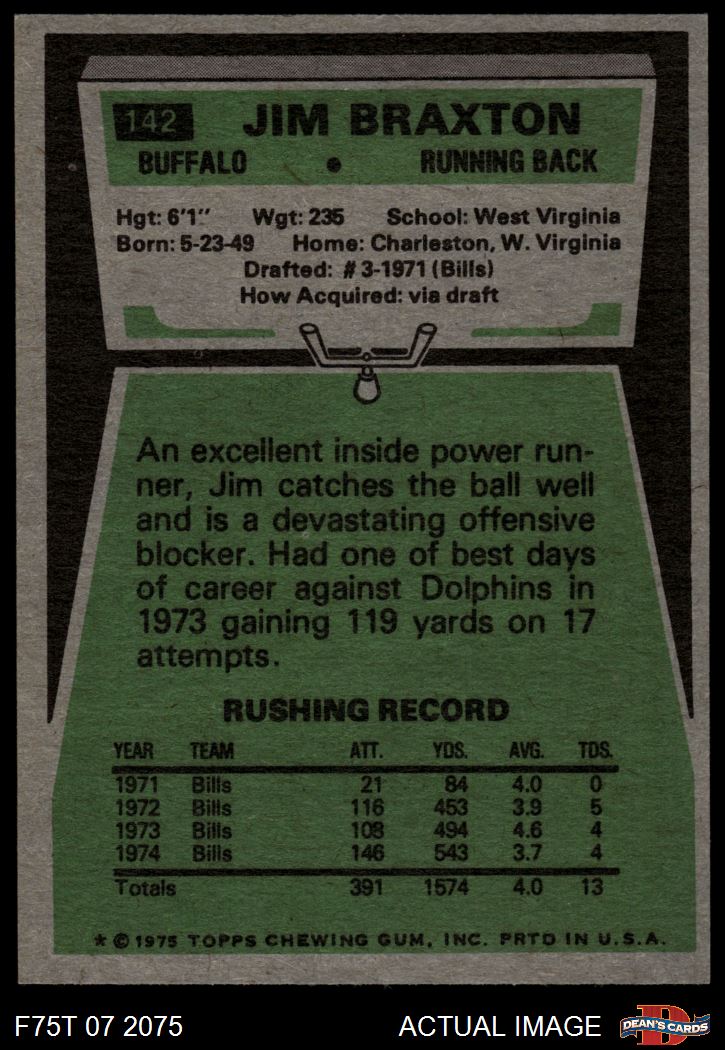 142 JIM BRAXTON
BUFFALO • RUNNING BACK
Hgt: 6'1" Wgt: 235 School: West Virginia
Born: 5-23-49 Home: Charleston, W. Virginia
Drafted: #3-1971 (Bills)
How Acquired: via draft
An excellent inside power run-
ner, Jim catches the ball well
and is a devastating offensive
blocker. Had one of best days
of career against Dolphins in
1973 gaining 119 yards on 17
attempts.
RUSHING RECORD
YEAR TEAM ATT. YDS. AVG. TDS.
1971 Bills 21 84 4.0 0
1972 Bills 116 453 3.9 5
1973 Bills 108 494 4.6 4
1974 Bills 146 543 3.7 4
Totals 391 1574 4.0 13
* © 1975 TOPPS CHEWING GUM, INC. PRTD IN U.S.A.
F75T 07 2075 ACTUAL IMAGE D DEAN'S CARDS